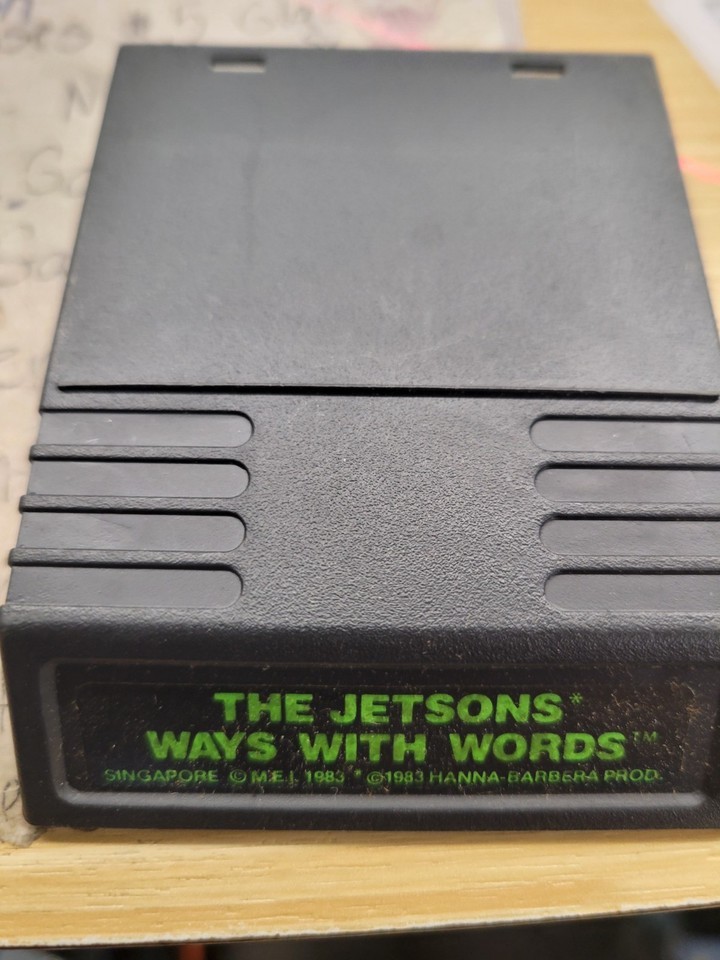 THE JETSONS*
WAYS WITH WORDS™
SINGAPORE © M.E.I. 1983 * ©1983 HANNA-BARBERA PROD.